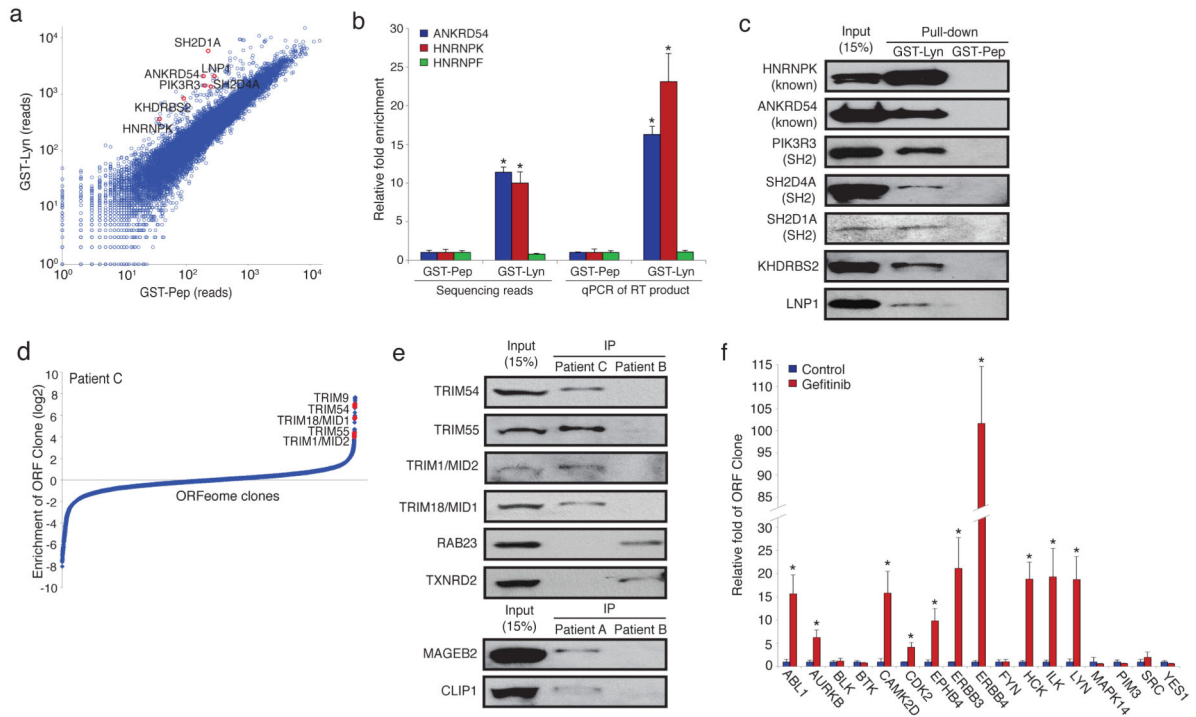 a
GST-Lyn (reads)
10⁴
10³
10²
10¹
10⁰
SH2D1A
LNP1
ANKRD54
PIK3R3
SH2D4A
KHDRBS2
HNRNPK
10⁰
10¹
10²
10³
10⁴
GST-Pep (reads)
b
Relative fold enrichment
30
25
20
15
10
5
0
ANKRD54
HNRNPK
HNRNPF
* * * *
GST-Pep GST-Lyn GST-Pep GST-Lyn
Sequencing reads qPCR of RT product
c
Input (15%)
Pull-down
GST-Lyn GST-Pep
HNRNPK (known)
ANKRD54 (known)
PIK3R3 (SH2)
SH2D4A (SH2)
SH2D1A (SH2)
KHDRBS2
LNP1
d
Patient C
Enrichment of ORF Clone (log2)
10
8
6
4
2
0
-2
-4
-6
-8
-10
TRIM9
TRIM54
TRIM18/MID1
TRIM55
TRIM1/MID2
ORFeome clones
e
Input (15%)
IP
Patient C Patient B
TRIM54
TRIM55
TRIM1/MID2
TRIM18/MID1
RAB23
TXNRD2
Input (15%)
IP
Patient A Patient B
MAGEB2
CLIP1
f
Relative fold of ORF Clone
115
110
105
100
95
90
85
20
15
10
5
0
25
Control
Gefitinib
* * * * * * * * * *
ABL1
AURKB
BLK
BTK
CAMK2D
CDK2
EPHB4
ERBB3
ERBB4
FYN
HCK
ILK
LYN
MAPK14
PIM3
SRC
YES1